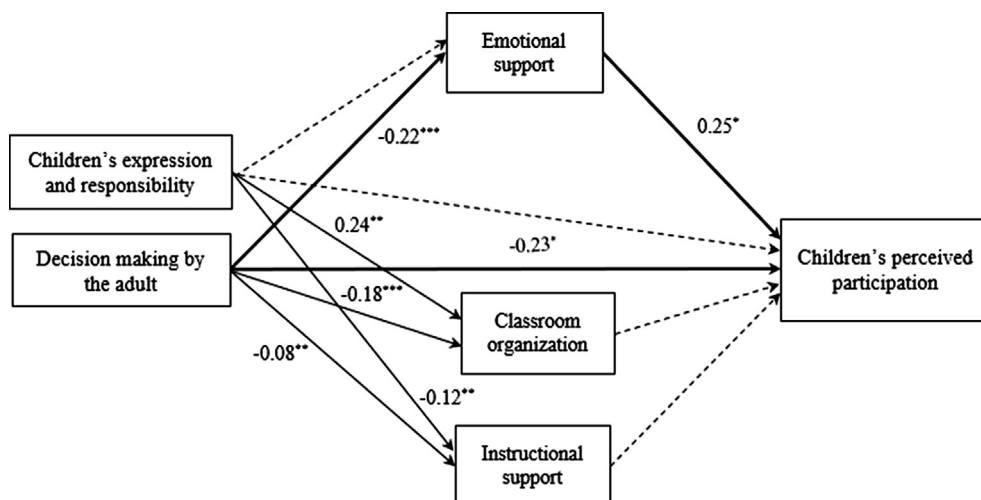 Emotional
support
-0.22***
0.25*
Children’s expression
and responsibility
0.24**
-0.23*
Decision making by
the adult
Children’s perceived
participation
-0.18***
Classroom
organization
-0.08**
-0.12**
Instructional
support